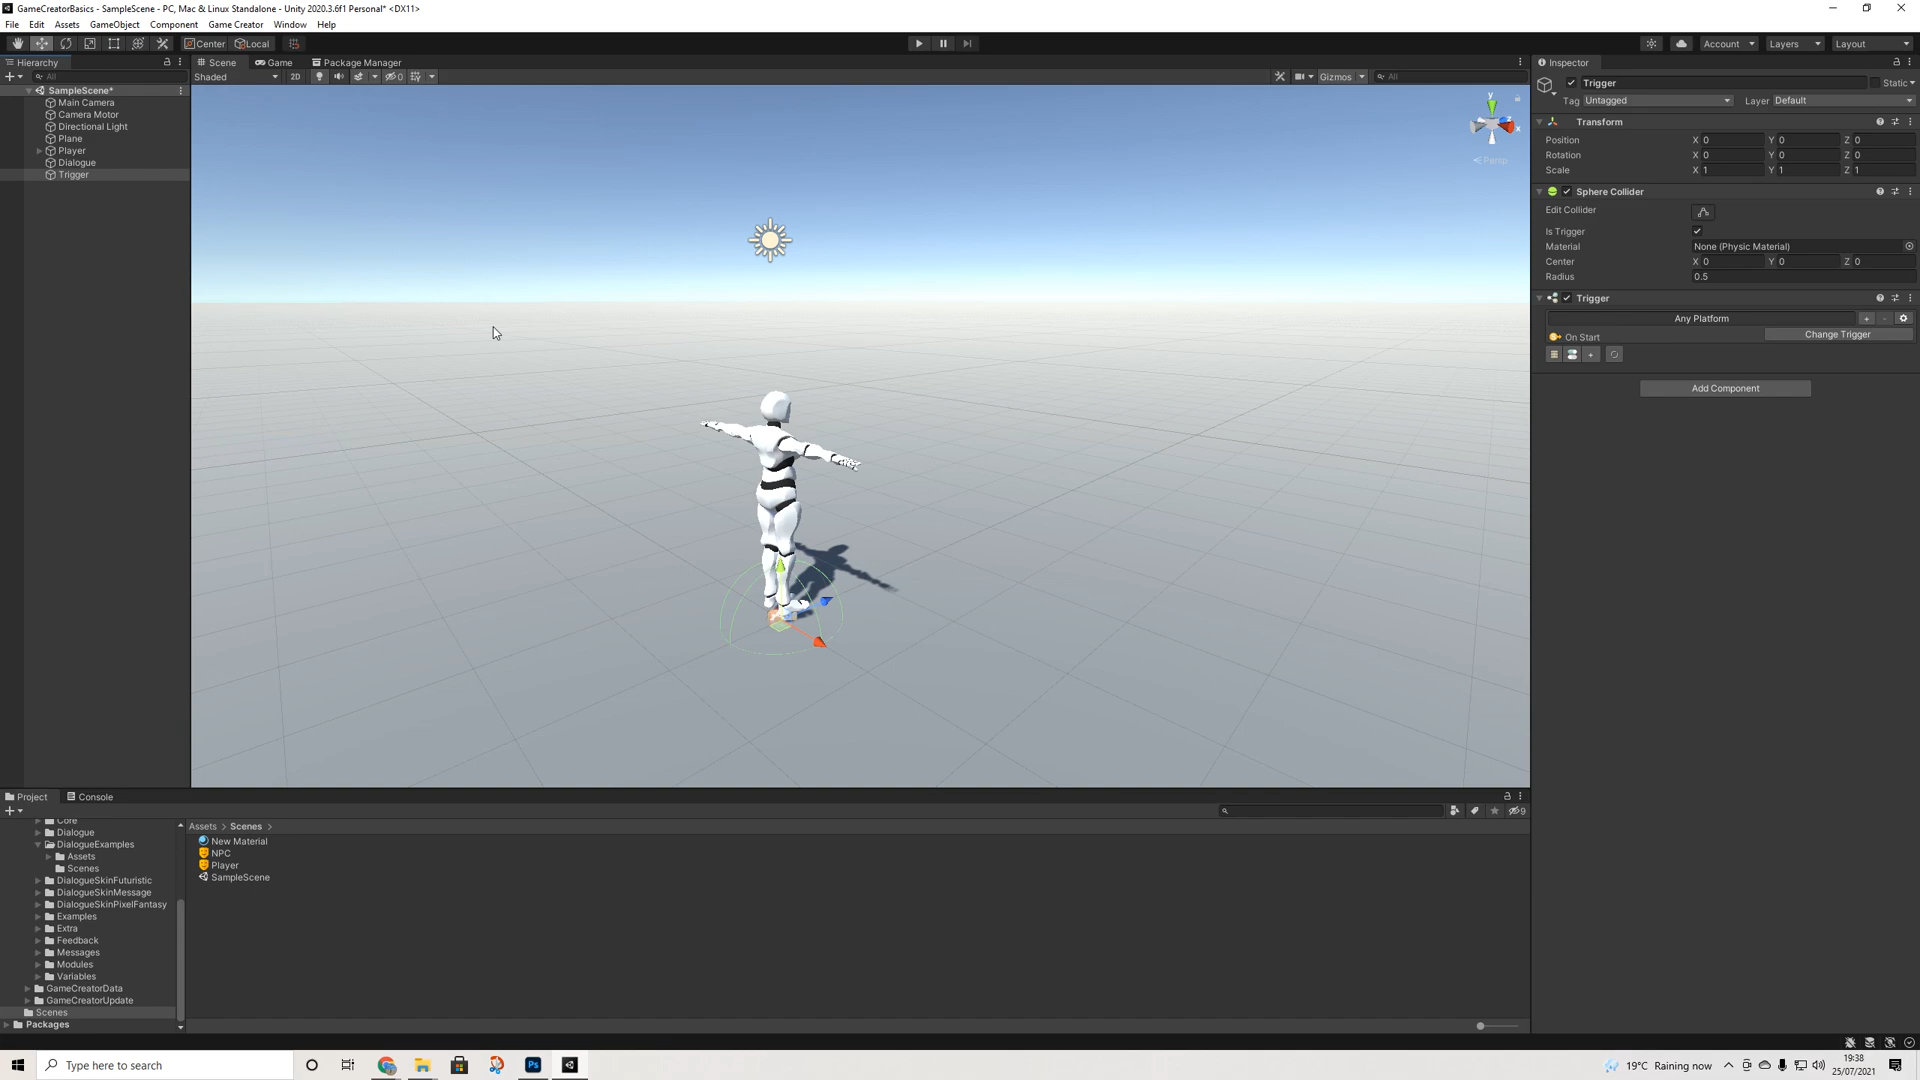 GameCreatorBasics - SampleScene - PC, Mac & Linux Standalone - Unity 2020.3.6f1 Personal* <DX11>
File Edit Assets GameObject Component Game Creator Window Help
Center Local
Account Layers Layout
Hierarchy
All
SampleScene*
Main Camera
Camera Motor
Directional Light
Plane
Player
Dialogue
Trigger
Scene Game Package Manager
Shaded 2D 0 Gizmos All
y
x
Persp
Inspector
Trigger Static
Tag Untagged Layer Default
Transform
Position X 0 Y 0 Z 0
Rotation X 0 Y 0 Z 0
Scale X 1 Y 1 Z 1
Sphere Collider
Edit Collider
Is Trigger
Material None (Physic Material)
Center X 0 Y 0 Z 0
Radius 0.5
Trigger
Any Platform
On Start Change Trigger
Add Component
Project Console
9
Core
Dialogue
DialogueExamples
Assets
Scenes
DialogueSkinFuturistic
DialogueSkinMessage
DialogueSkinPixelFantasy
Examples
Extra
Feedback
Messages
Modules
Variables
GameCreatorData
GameCreatorUpdate
Scenes
Packages
Assets > Scenes >
New Material
NPC
Player
SampleScene
Type here to search
Ps
19°C Raining now
19:38
25/07/2021